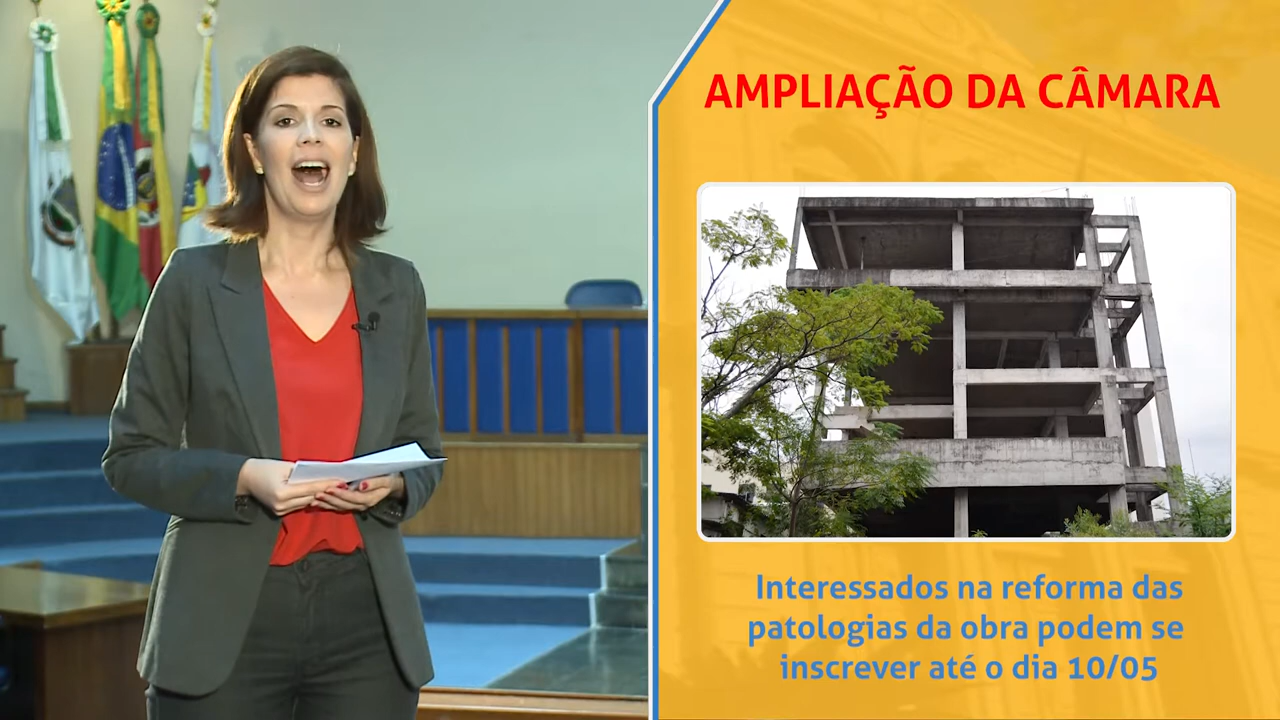 AMPLIAÇÃO DA CÂMARA
Interessados na reforma das
patologias da obra podem se
inscrever até o dia 10/05